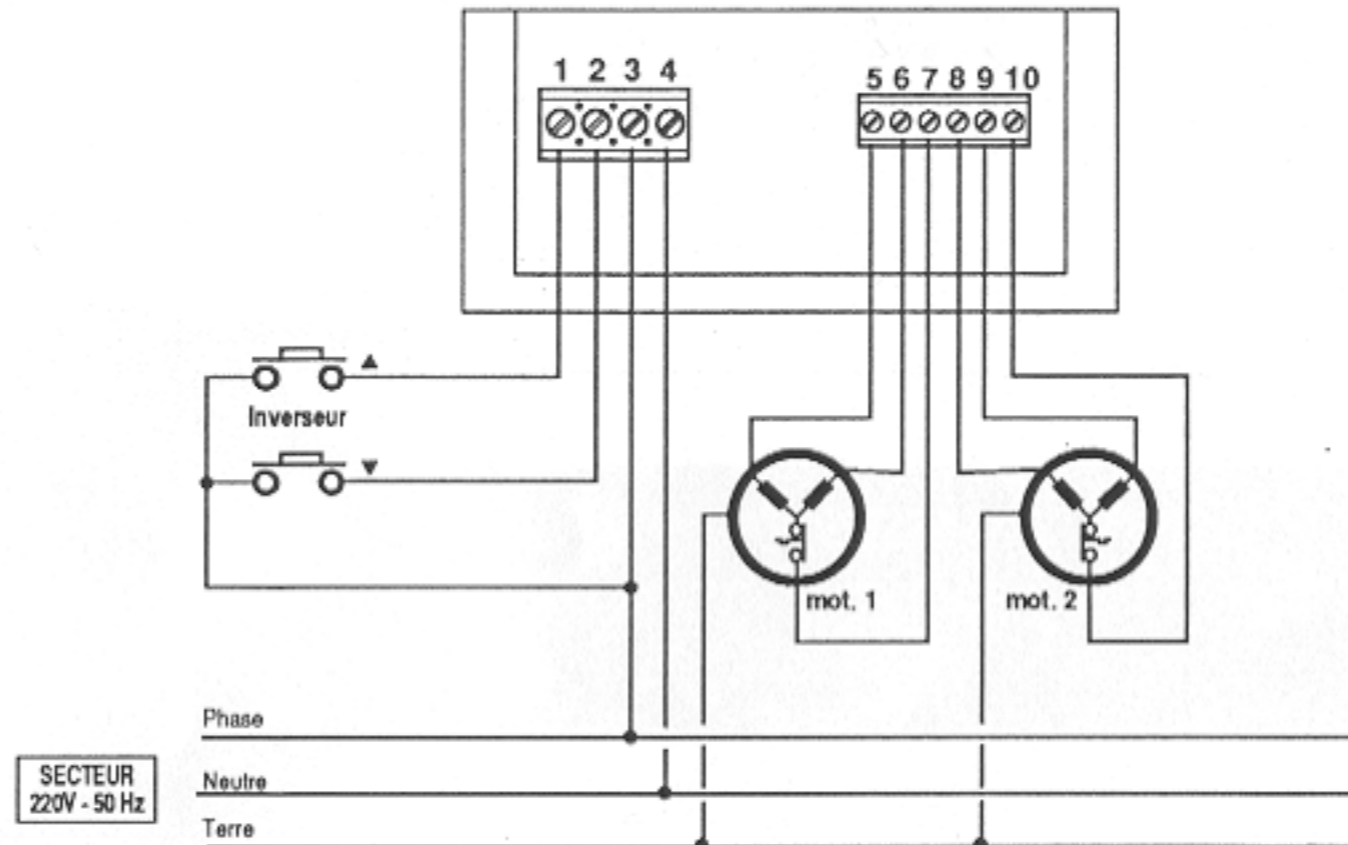 1 2 3 4
5 6 7 8 9 10
Inverseur
mot. 1
mot. 2
Phase
SECTEUR
220V - 50 Hz
Neutre
Terre